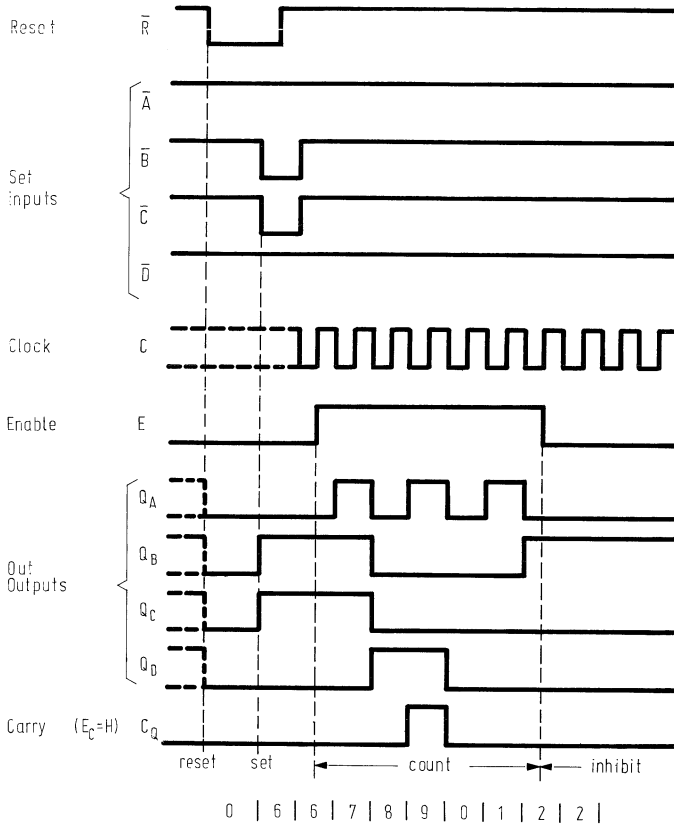 Reset R̅
A̅
B̅
Set
inputs
C̅
D̅
Clock C
Enable E
Q_A
Q_B
Out
Outputs
Q_C
Q_D
Carry (E_C=H) C_Q
reset set count inhibit
0 | 6 | 6 | 7 | 8 | 9 | 0 | 1 | 2 | 2 |